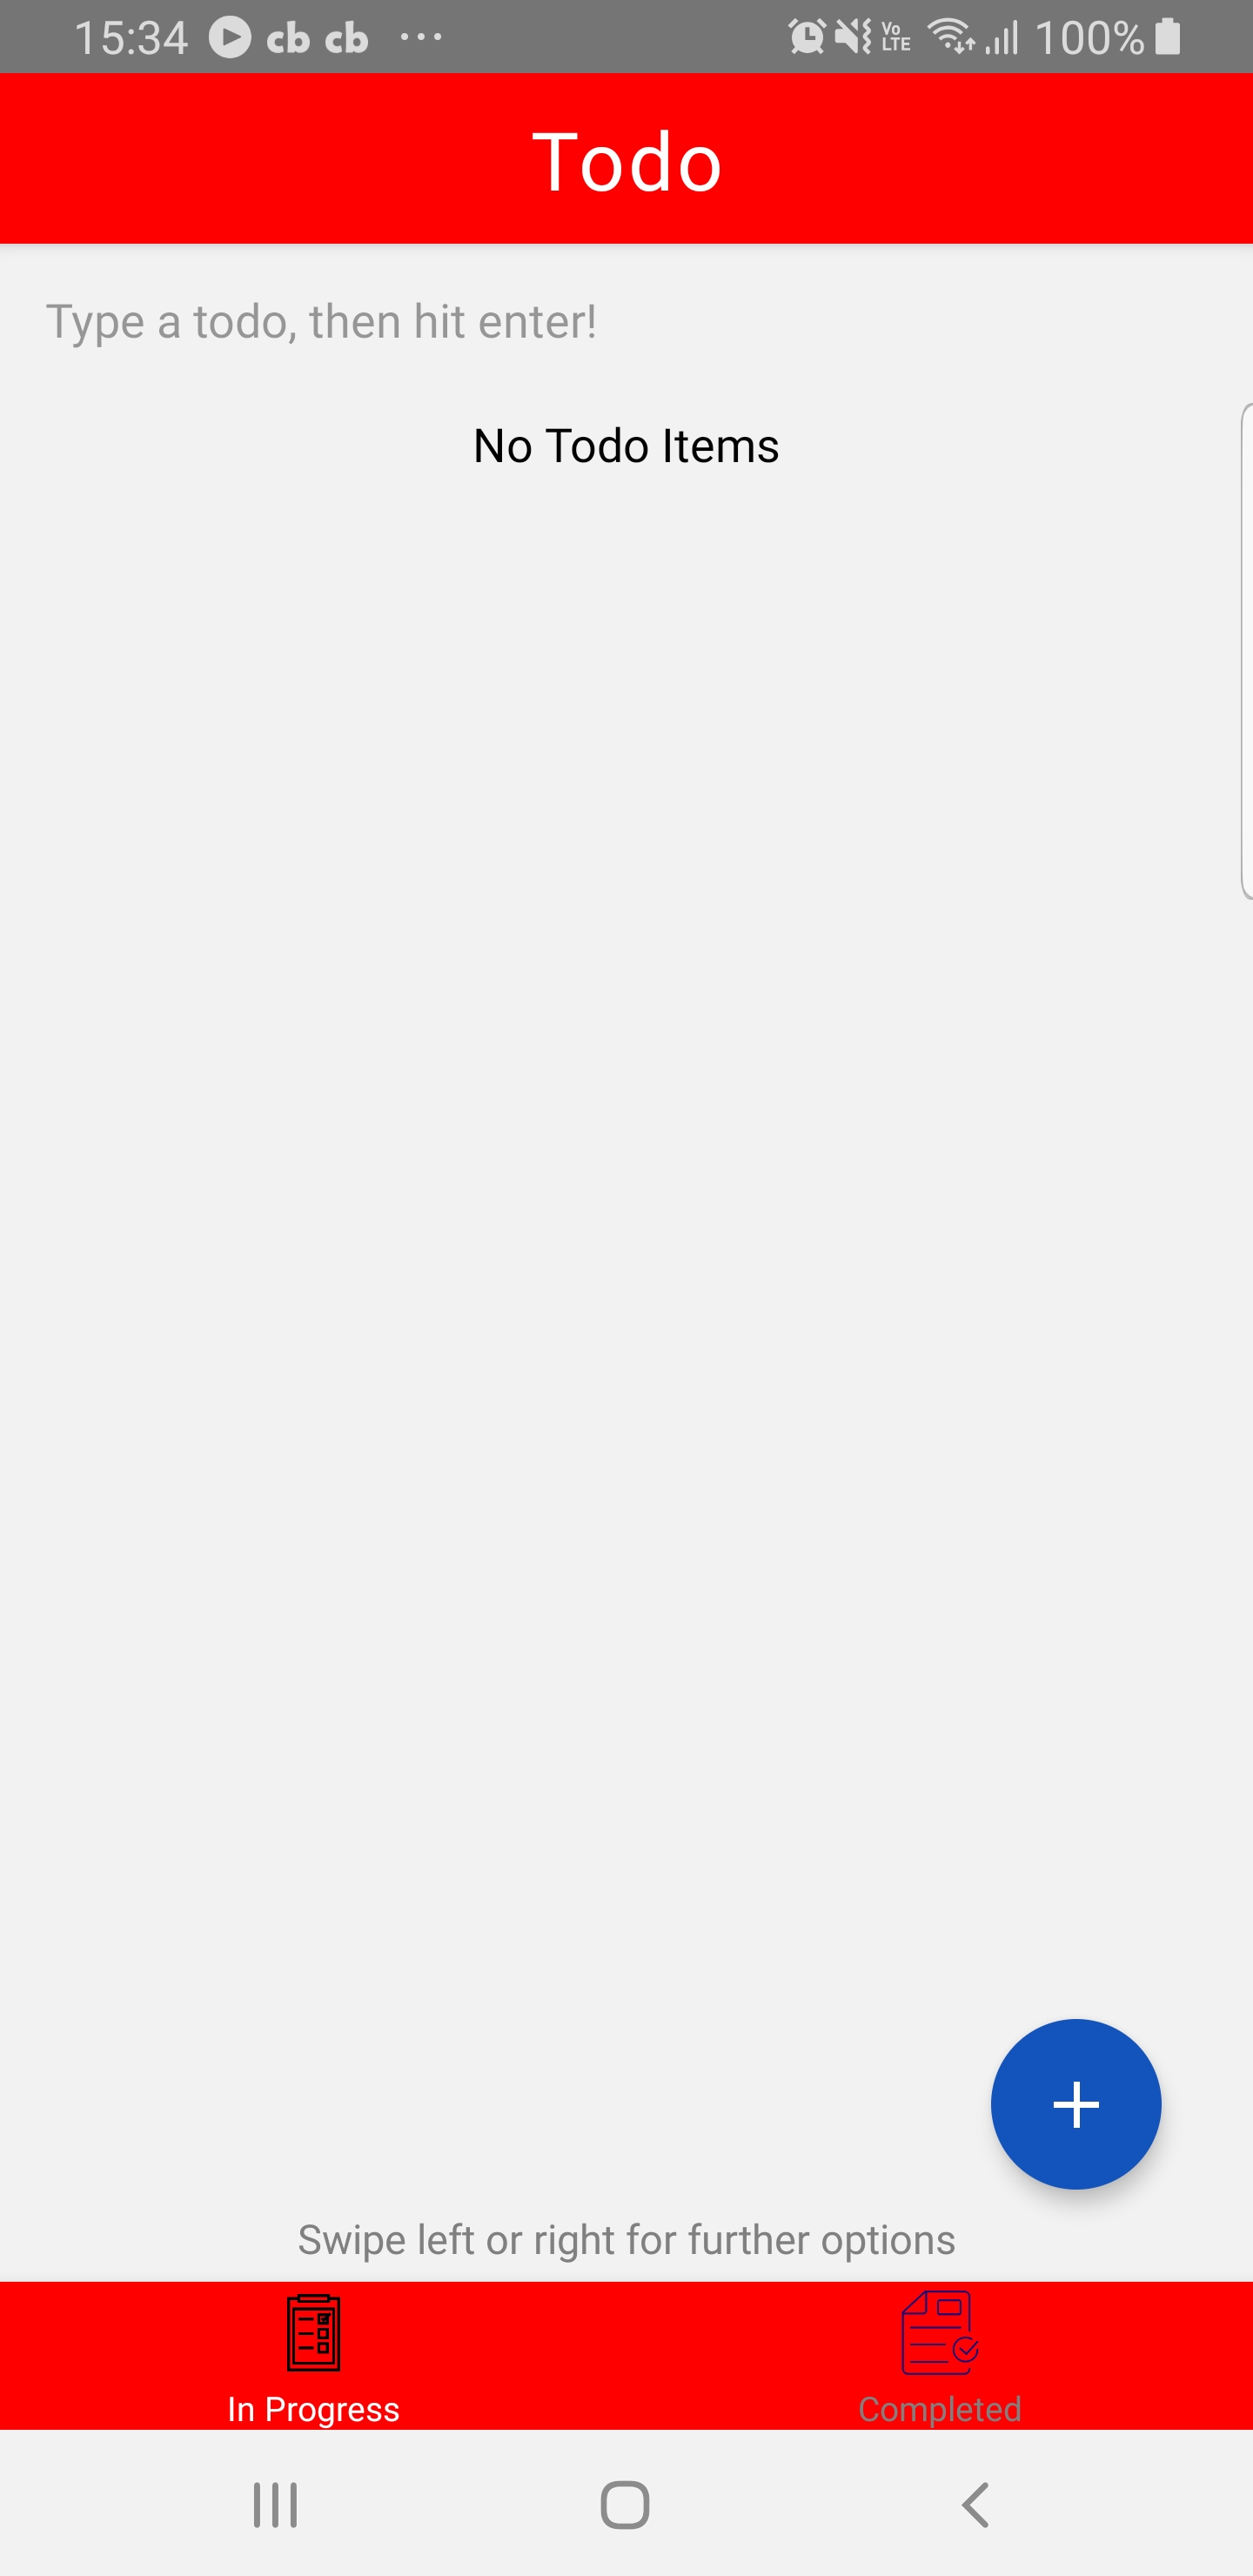 15:34 cb cb ... Vo LTE 100%
Todo
Type a todo, then hit enter!
No Todo Items
+
Swipe left or right for further options
In Progress Completed